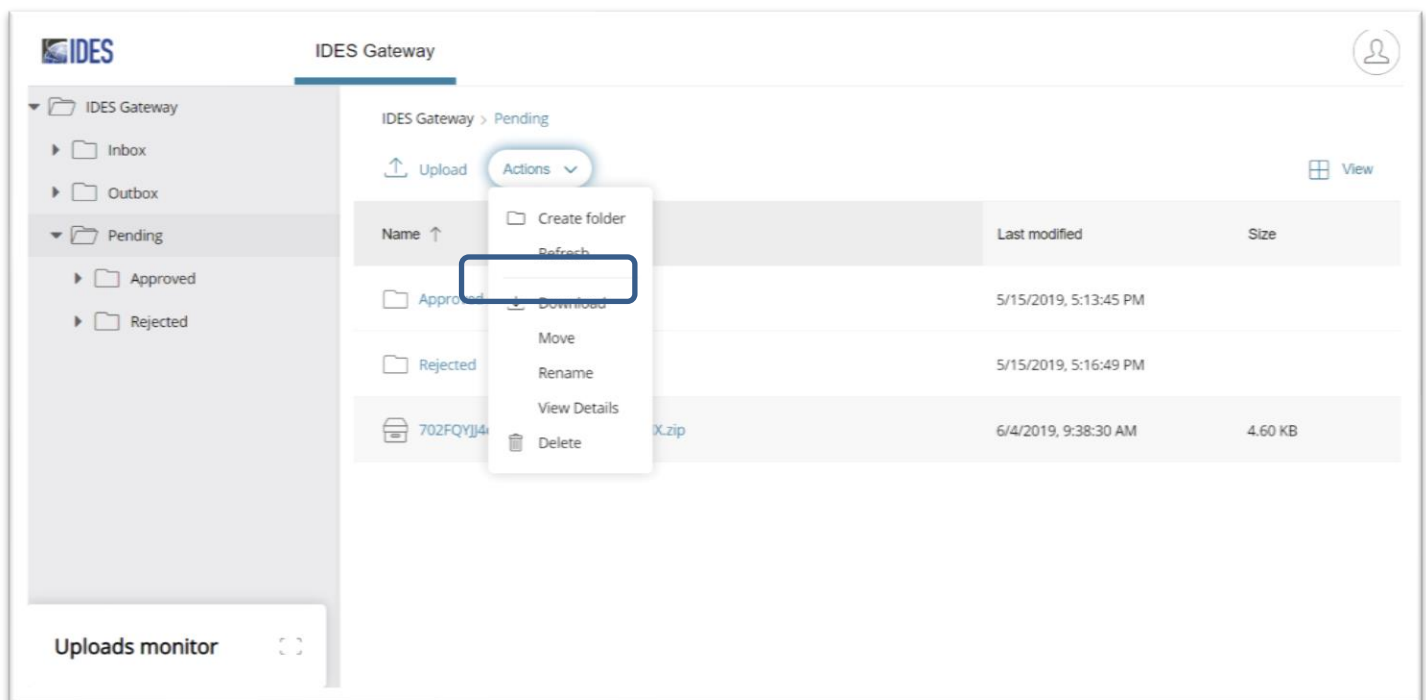 IDES
IDES Gateway
IDES Gateway
Inbox
Outbox
Pending
Approved
Rejected
IDES Gateway > Pending
Upload
Actions
View
Create folder
Refresh
Download
Move
Rename
View Details
Delete
Name
Last modified
Size
Approved
5/15/2019, 5:13:45 PM
Rejected
5/15/2019, 5:16:49 PM
X.zip
6/4/2019, 9:38:30 AM
4.60 KB
Uploads monitor